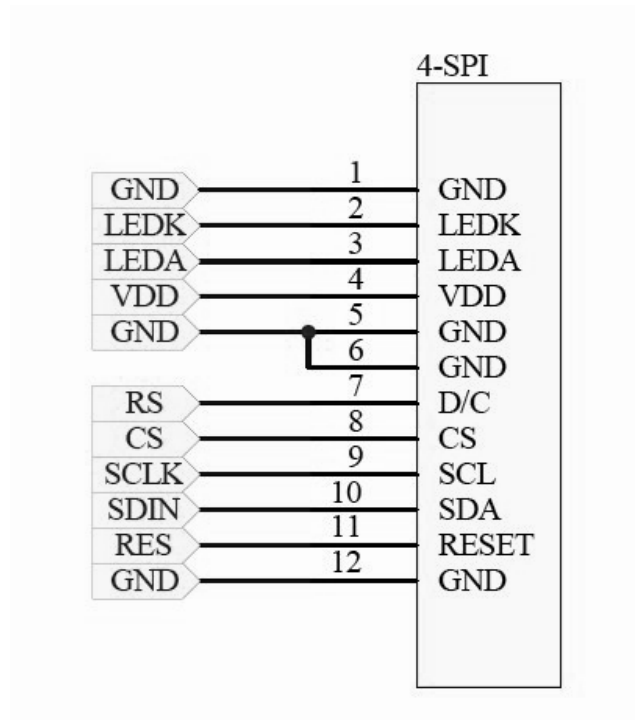 4-SPI
GND 1 GND
LEDK 2 LEDK
LEDA 3 LEDA
VDD 4 VDD
GND 5 GND
6 GND
RS 7 D/C
CS 8 CS
SCLK 9 SCL
SDIN 10 SDA
RES 11 RESET
GND 12 GND